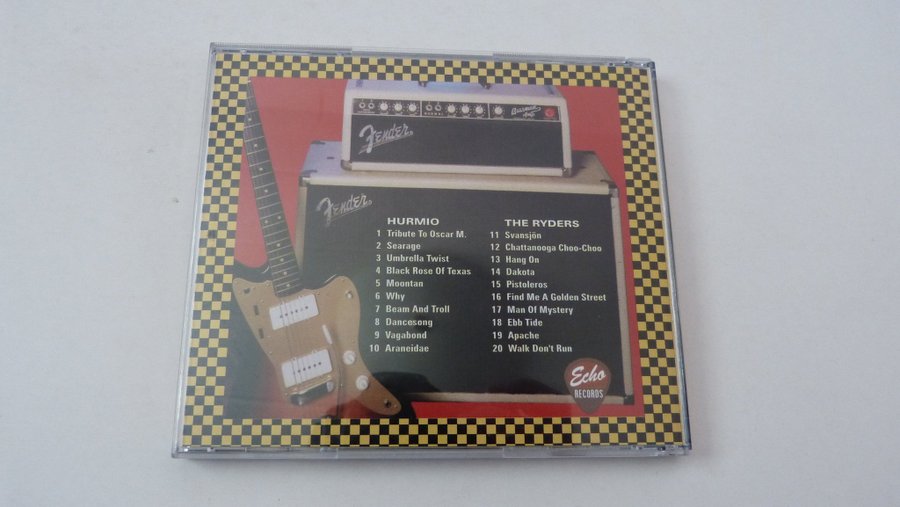 Bassman
Amp
NORMAL
Fender
Fender
HURMIO
1 Tribute To Oscar M.
2 Searage
3 Umbrella Twist
4 Black Rose Of Texas
5 Moontan
6 Why
7 Beam And Troll
8 Dancesong
9 Vagabond
10 Araneidae
THE RYDERS
11 Svansjön
12 Chattanooga Choo-Choo
13 Hang On
14 Dakota
15 Pistoleros
16 Find Me A Golden Street
17 Man Of Mystery
18 Ebb Tide
19 Apache
20 Walk Don't Run
Echo
RECORDS